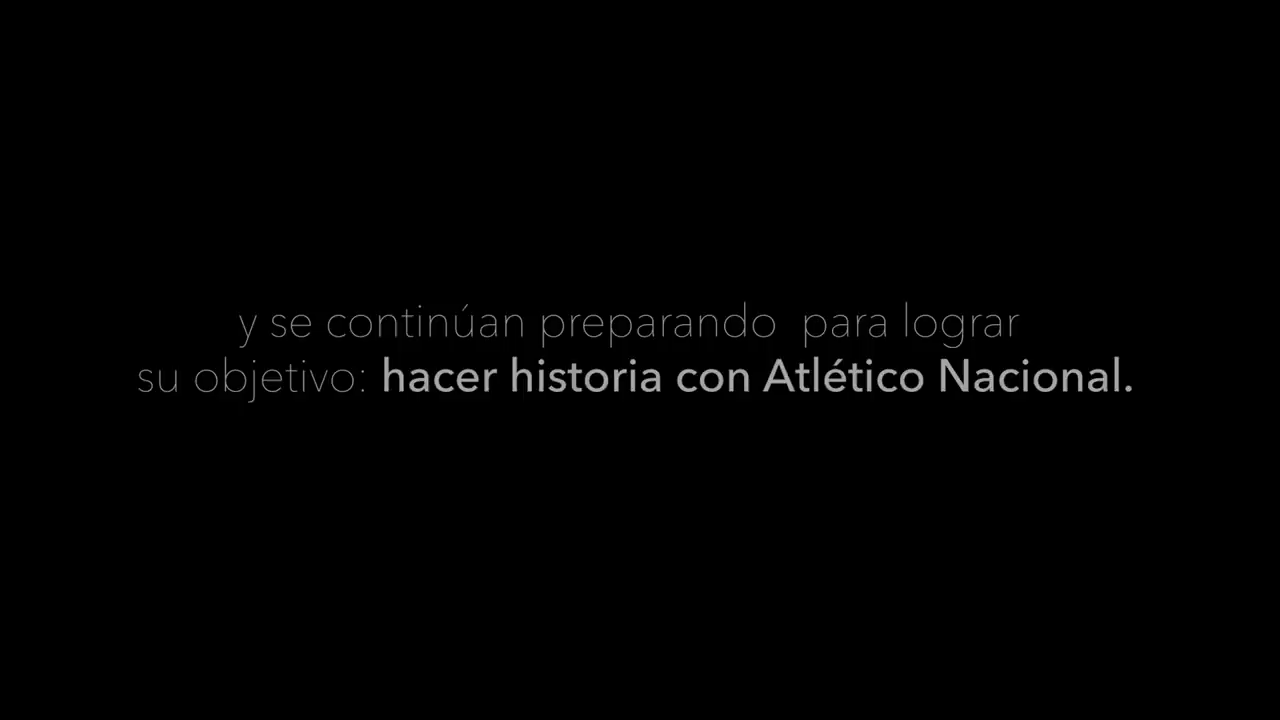 y se continúan preparando  para lograr
su objetivo: hacer historia con Atlético Nacional.